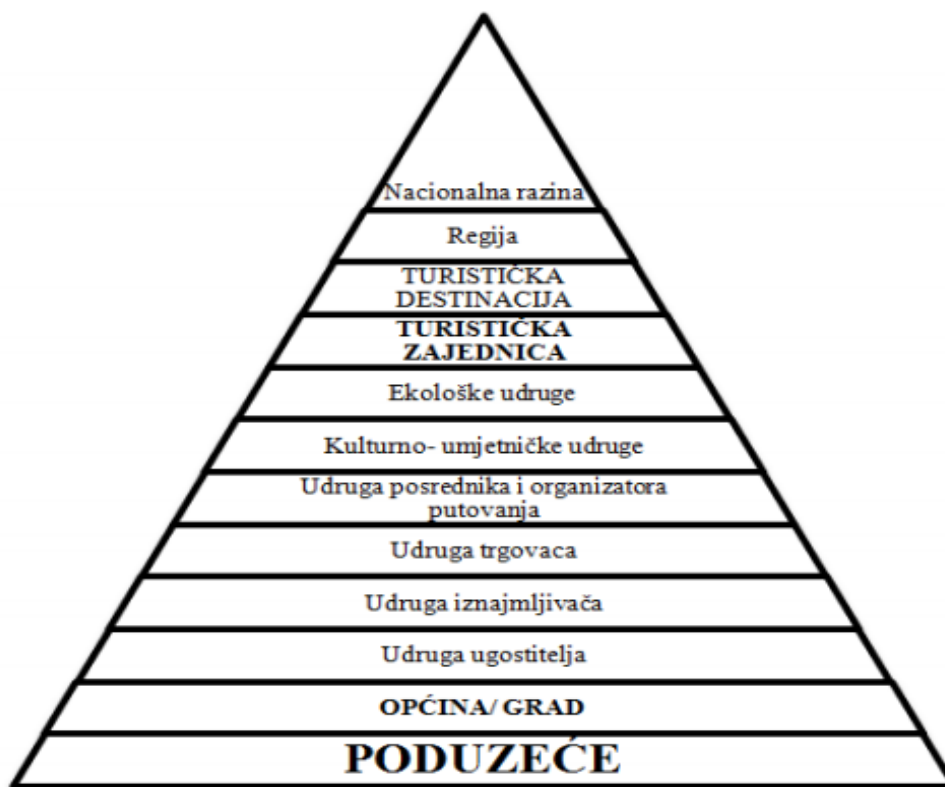 Nacionalna razina
Regija
TURISTIČKA
DESTINACIJA
TURISTIČKA
ZAJEDNICA
Ekološke udruge
Kulturno- umjetničke udruge
Udruga posrednika i organizatora
putovanja
Udruga trgovaca
Udruga iznajmljivača
Udruga ugostitelja
OPĆINA/ GRAD
PODUZEĆE